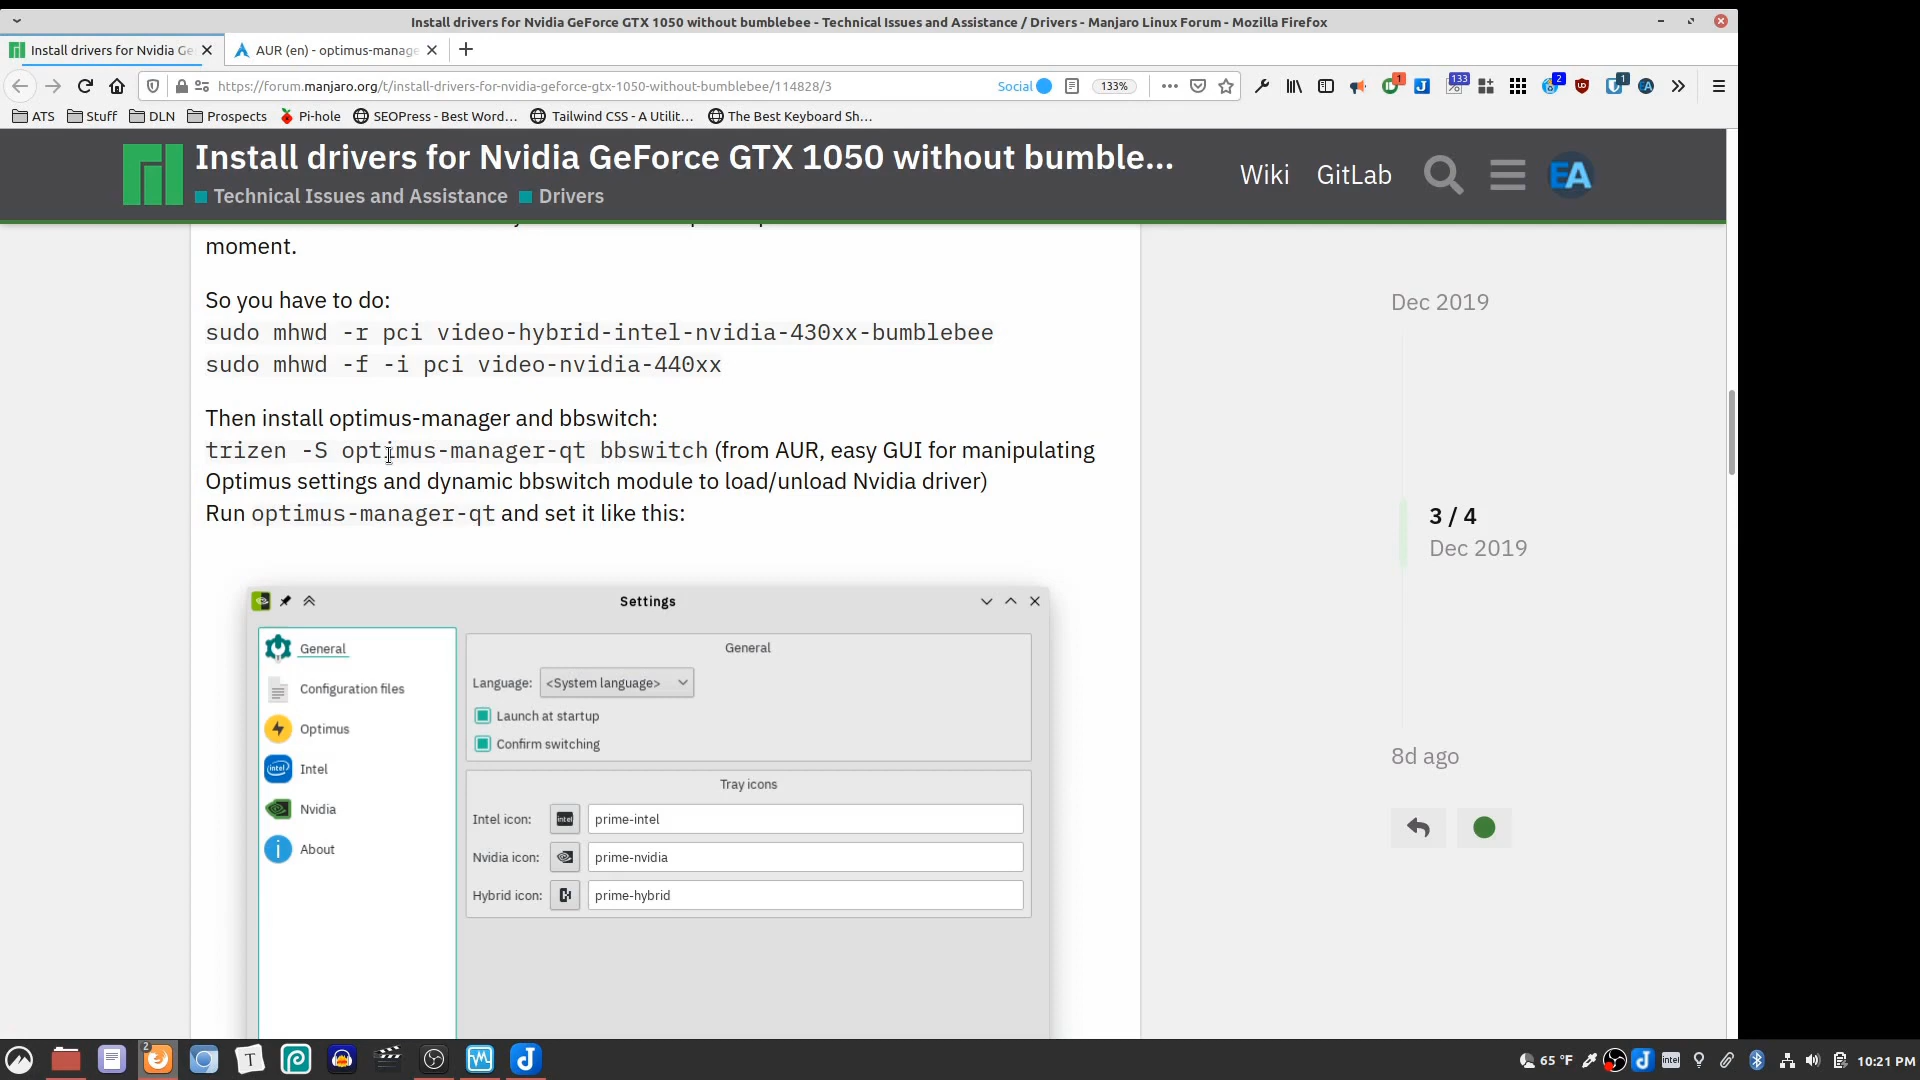 Install drivers for Nvidia GeForce GTX 1050 without bumblebee - Technical Issues and Assistance / Drivers - Manjaro Linux Forum - Mozilla Firefox
Install drivers for Nvidia Ge
AUR (en) - optimus-manage
https://forum.manjaro.org/t/install-drivers-for-nvidia-geforce-gtx-1050-without-bumblebee/114828/3
Social
133%
1
133
2
1
ATS
Stuff
DLN
Prospects
Pi-hole
SEOPress - Best Word...
Tailwind CSS - A Utilit...
The Best Keyboard Sh...
Install drivers for Nvidia GeForce GTX 1050 without bumble...
Technical Issues and Assistance
Drivers
Wiki
GitLab
EA
moment.
So you have to do:
sudo mhwd -r pci video-hybrid-intel-nvidia-430xx-bumblebee
sudo mhwd -f -i pci video-nvidia-440xx
Then install optimus-manager and bbswitch:
trizen -S optimus-manager-qt bbswitch (from AUR, easy GUI for manipulating
Optimus settings and dynamic bbswitch module to load/unload Nvidia driver)
Run optimus-manager-qt and set it like this:
Dec 2019
3 / 4
Dec 2019
8d ago
Settings
General
Configuration files
Optimus
Intel
Nvidia
About
General
Language:
<System language>
Launch at startup
Confirm switching
Tray icons
Intel icon:
prime-intel
Nvidia icon:
prime-nvidia
Hybrid icon:
prime-hybrid
2
65 °F
intel
10:21 PM